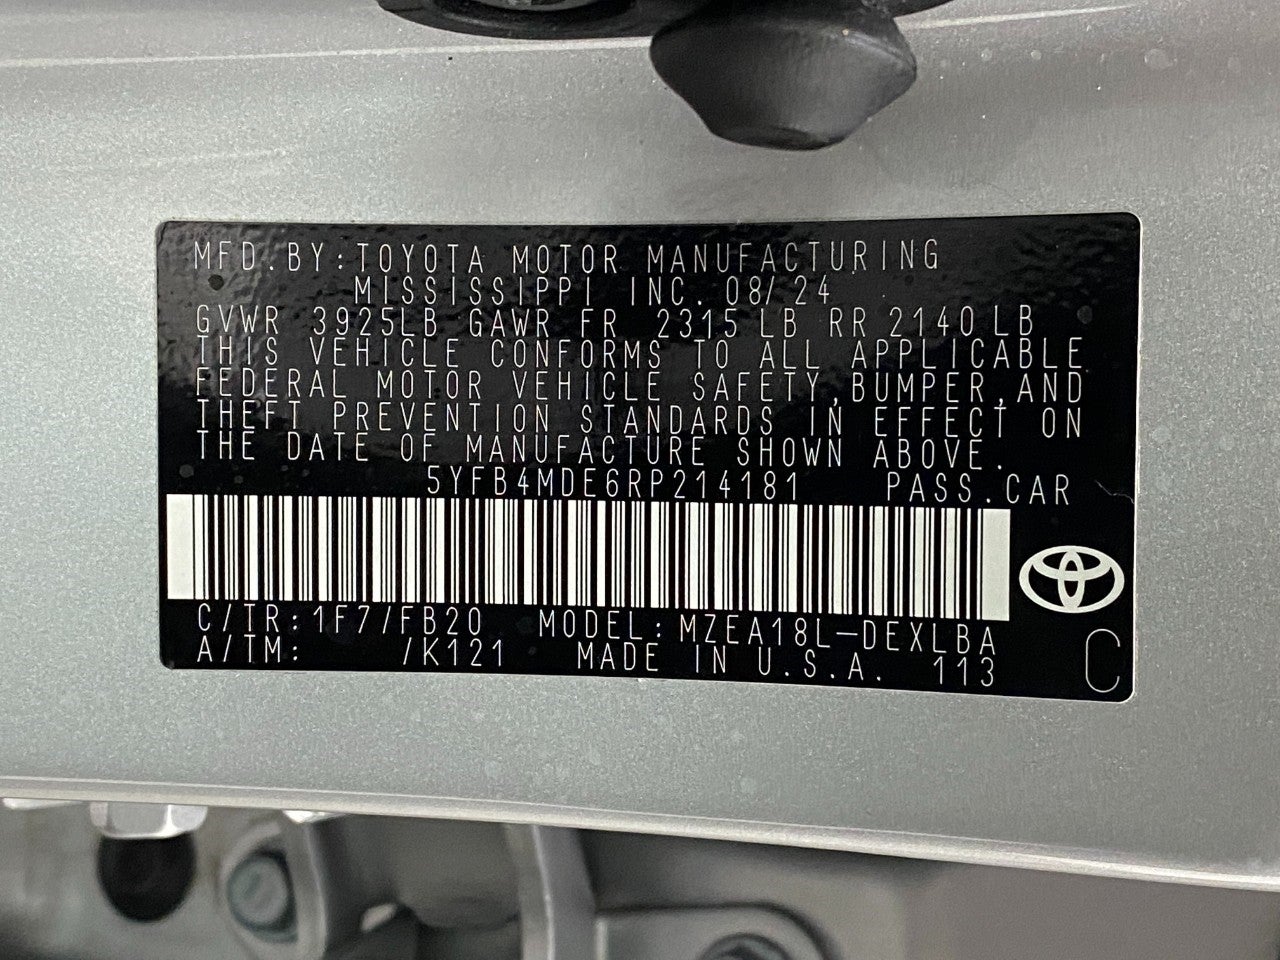 MFD.BY:TOYOTA MOTOR MANUFACTURING
MISSISSIPPI INC. 08/24
GVWR 3925LB GAWR FR 2315 LB RR 2140 LB
THIS VEHICLE CONFORMS TO ALL APPLICABLE
FEDERAL MOTOR VEHICLE SAFETY,BUMPER,AND
THEFT PREVENTION STANDARDS IN EFFECT ON
THE DATE OF MANUFACTURE SHOWN ABOVE.
5YFB4MDE6RP214181 PASS.CAR
C/TR:1F7/FB20 MODEL:MZEA18L-DEXLBA
A/TM: /K121 MADE IN U.S.A. 113
C